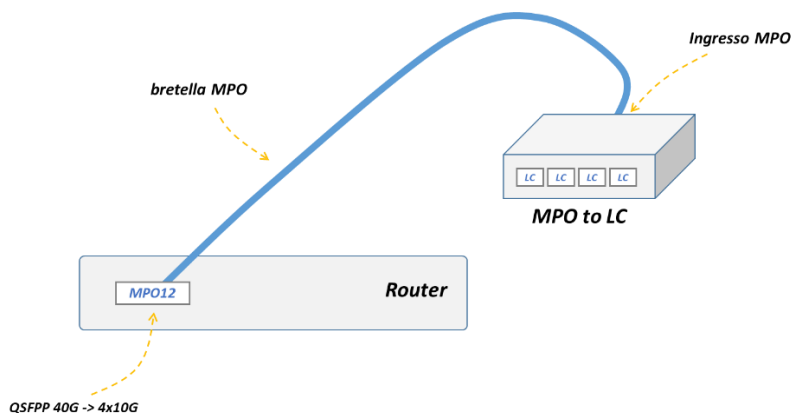 Ingresso MPO
bretella MPO
LC LC LC LC
MPO to LC
MPO12
Router
QSFPP 40G -> 4x10G